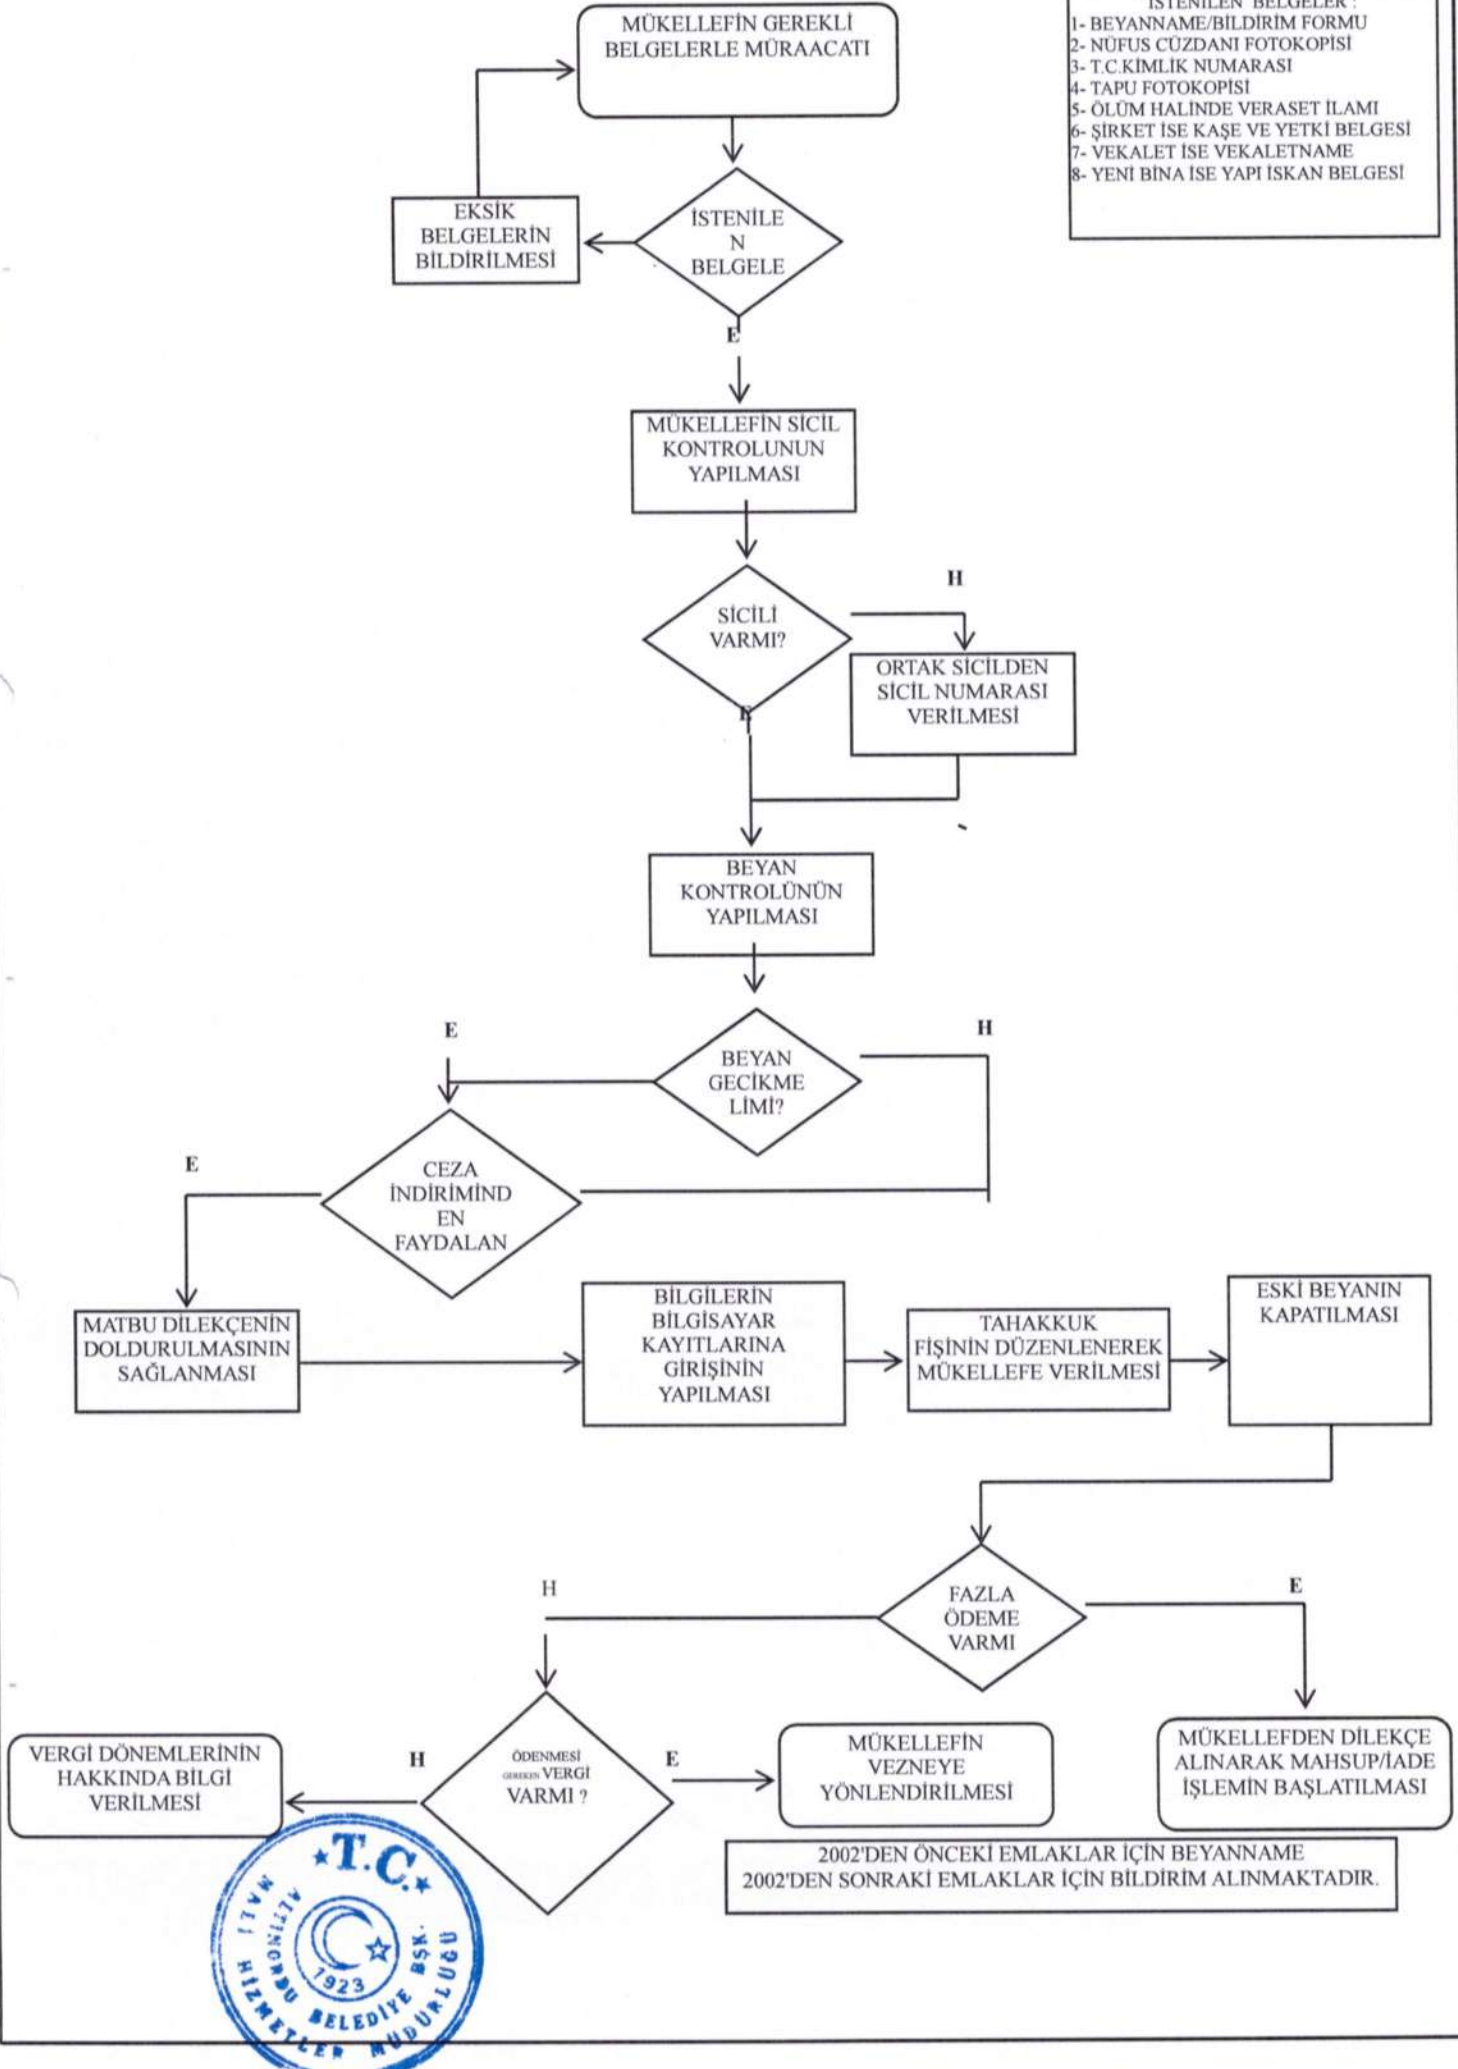 MÜKELLEFİN GEREKLİ
BELGELERLE MÜRAACATI
İSTENİLEN BELGELER :
1- BEYANNAME/BİLDİRİM FORMU
2- NÜFUS CÜZDANI FOTOKOPİSİ
3- T.C.KİMLİK NUMARASI
4- TAPU FOTOKOPİSİ
5- ÖLÜM HALİNDE VERASET İLAMI
6- ŞİRKET İSE KAŞE VE YETKİ BELGESİ
7- VEKALET İSE VEKALETNAME
8- YENİ BİNA İSE YAPI İSKAN BELGESİ
EKSİK
BELGELERİN
BİLDİRİLMESİ
İSTENİLE
N
BELGELE
E
MÜKELLEFİN SİCİL
KONTROLUNUN
YAPILMASI
SİCİLİ
VARMI?
H
ORTAK SİCİLDEN
SİCİL NUMARASI
VERİLMESİ
E
BEYAN
KONTROLÜNÜN
YAPILMASI
E
BEYAN
GECİKME
LİMİ?
H
E
CEZA
İNDİRİMİND
EN
FAYDALAN
MATBU DİLEKÇENİN
DOLDURULMASININ
SAĞLANMASI
BİLGİLERİN
BİLGİSAYAR
KAYITLARINA
GİRİŞİNİN
YAPILMASI
TAHAKKUK
FİŞİNİN DÜZENLENEREK
MÜKELLEFE VERİLMESİ
ESKİ BEYANIN
KAPATILMASI
H
FAZLA
ÖDEME
VARMI
E
VERGİ DÖNEMLERİNİN
HAKKINDA BİLGİ
VERİLMESİ
H
ÖDENMESİ
GEREKEN VERGİ
VARMI ?
E
MÜKELLEFİN
VEZNEYE
YÖNLENDİRİLMESİ
MÜKELLEFDEN DİLEKÇE
ALINARAK MAHSUP/İADE
İŞLEMİN BAŞLATILMASI
2002'DEN ÖNCEKİ EMLAKLAR İÇİN BEYANNAME
2002'DEN SONRAKİ EMLAKLAR İÇİN BİLDİRİM ALINMAKTADIR.
T.C.
ALTINORDU BELEDİYE BŞK.
MALİ HİZMETLER MÜDÜRLÜĞÜ
1923